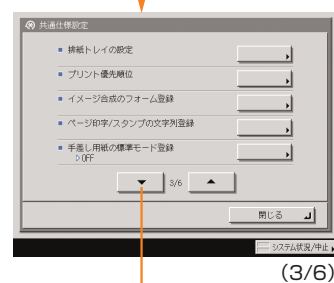 共通仕様設定
■ 排紙トレイの設定
■ プリント優先順位
■ イメージ合成のフォーム登録
■ ページ印字/スタンプの文字列登録
■ 手差し用紙の標準モード登録
▷OFF
▼ 3/6 ▲
閉じる
システム状況/中止
(3/6)